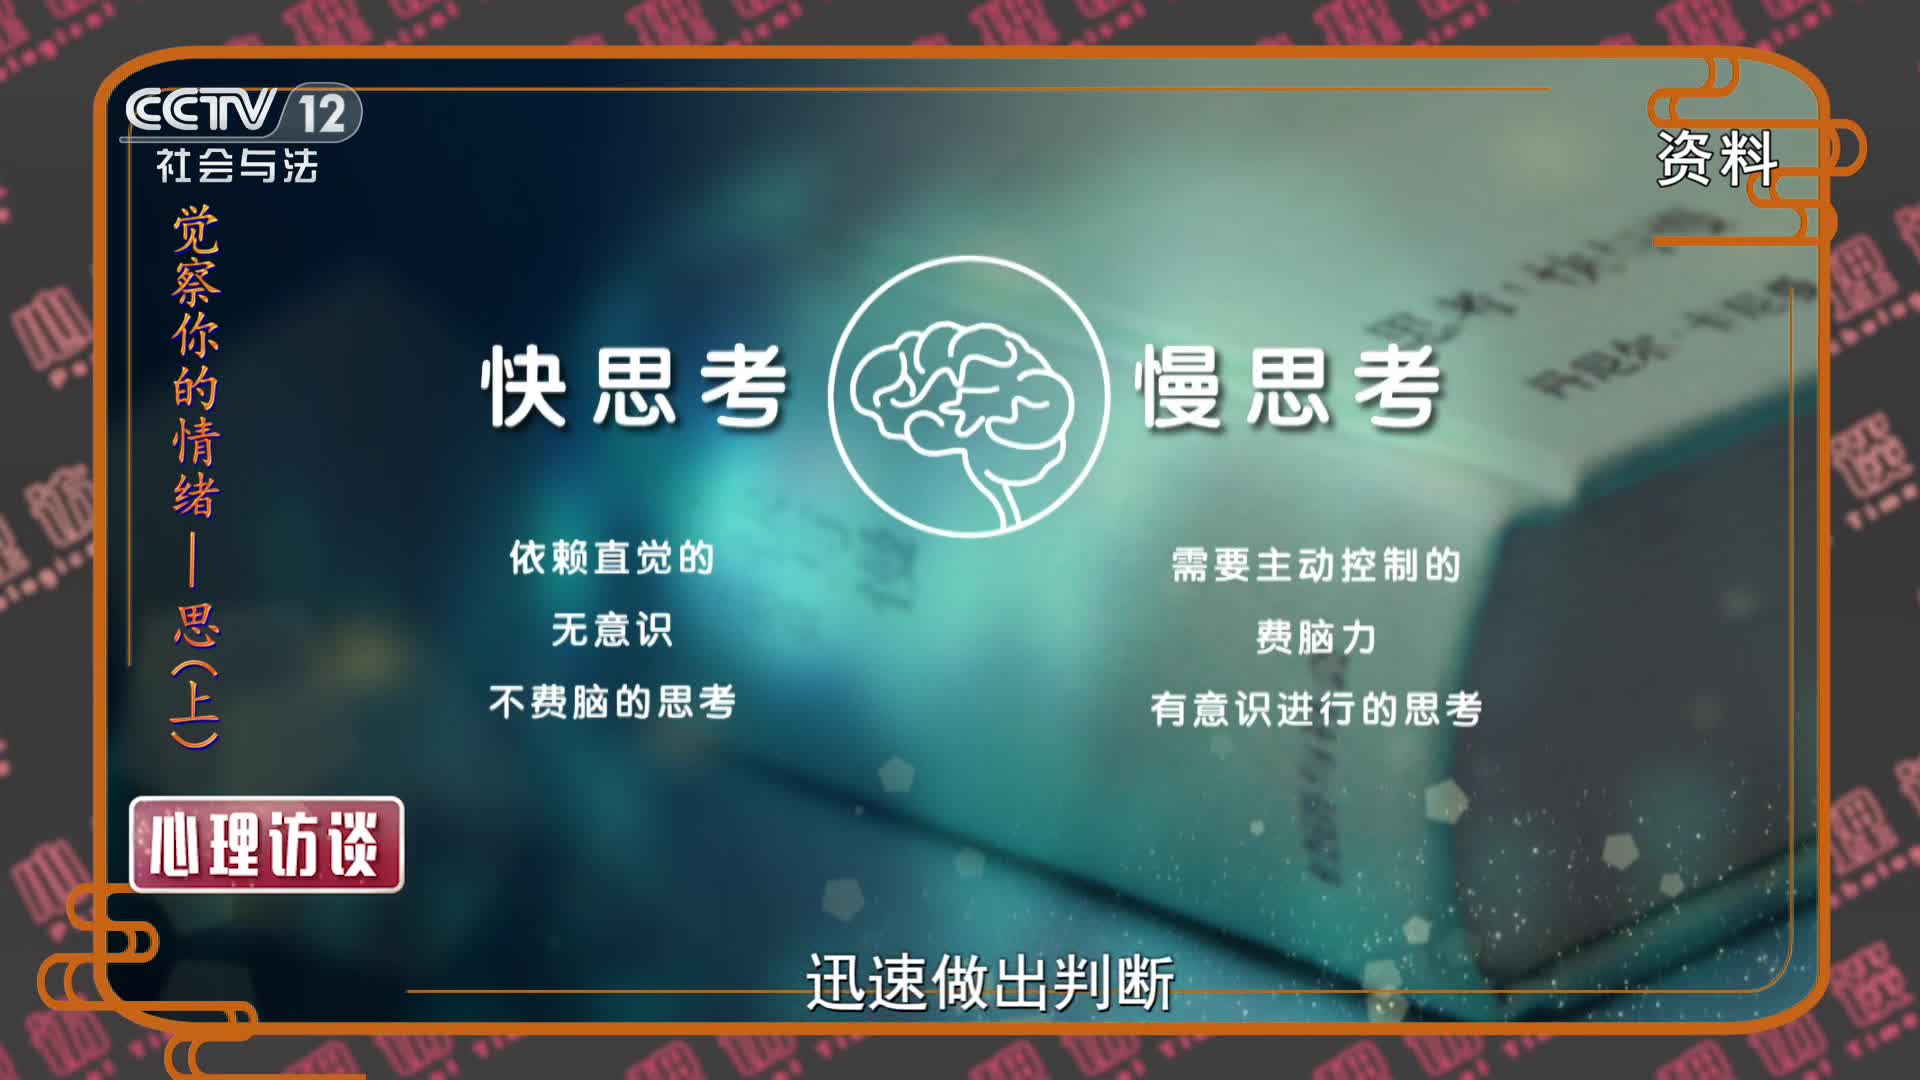 CCTV 12
社会与法
资料
觉察你的情绪—思(上)
快思考
慢思考
依赖直觉的
无意识
不费脑的思考
需要主动控制的
费脑力
有意识进行的思考
心理访谈
迅速做出判断